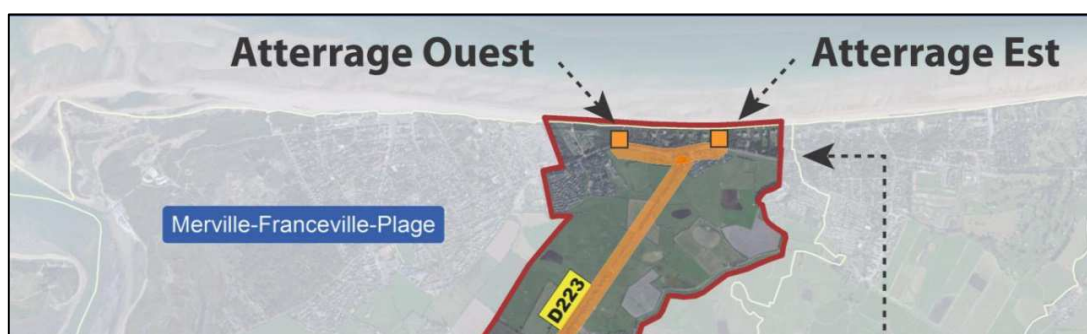 Atterrage Ouest
Atterrage Est
Merville-Franceville-Plage
D223